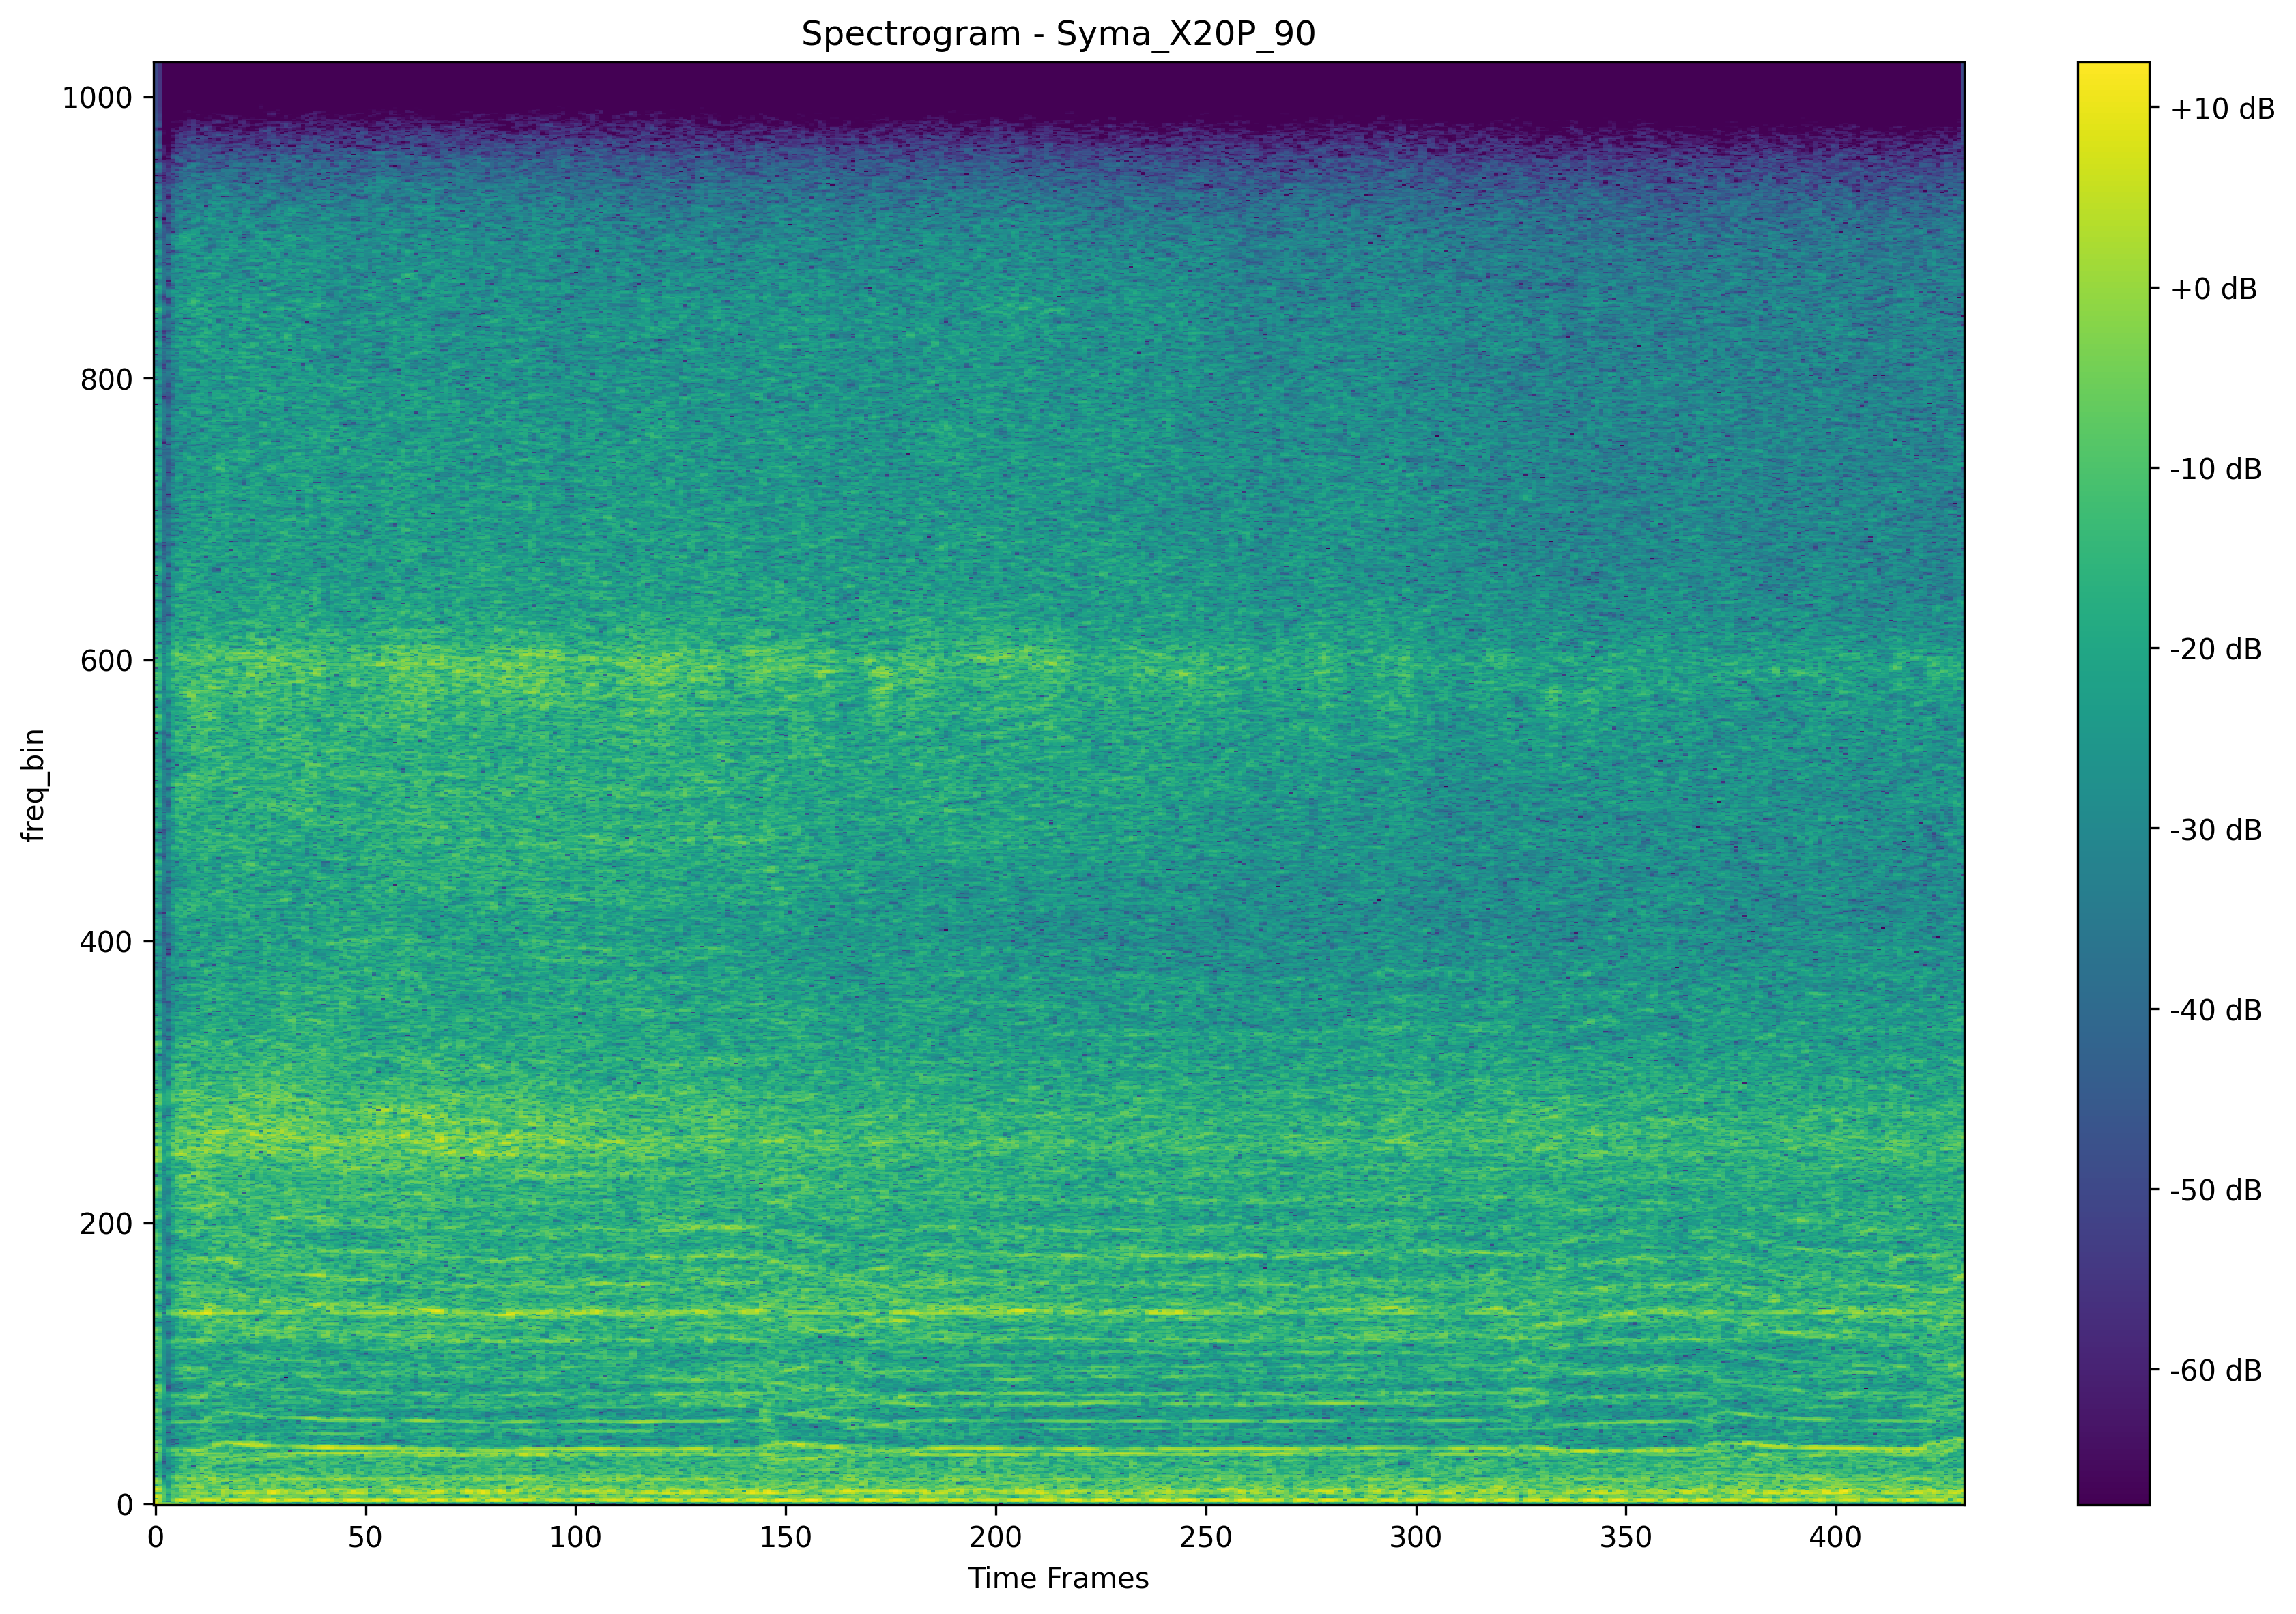 Spectrogram - Syma_X20P_90
1000
800
600
400
200
0
freq_bin
0 50 100 150 200 250 300 350 400
Time Frames
+10 dB
+0 dB
-10 dB
-20 dB
-30 dB
-40 dB
-50 dB
-60 dB